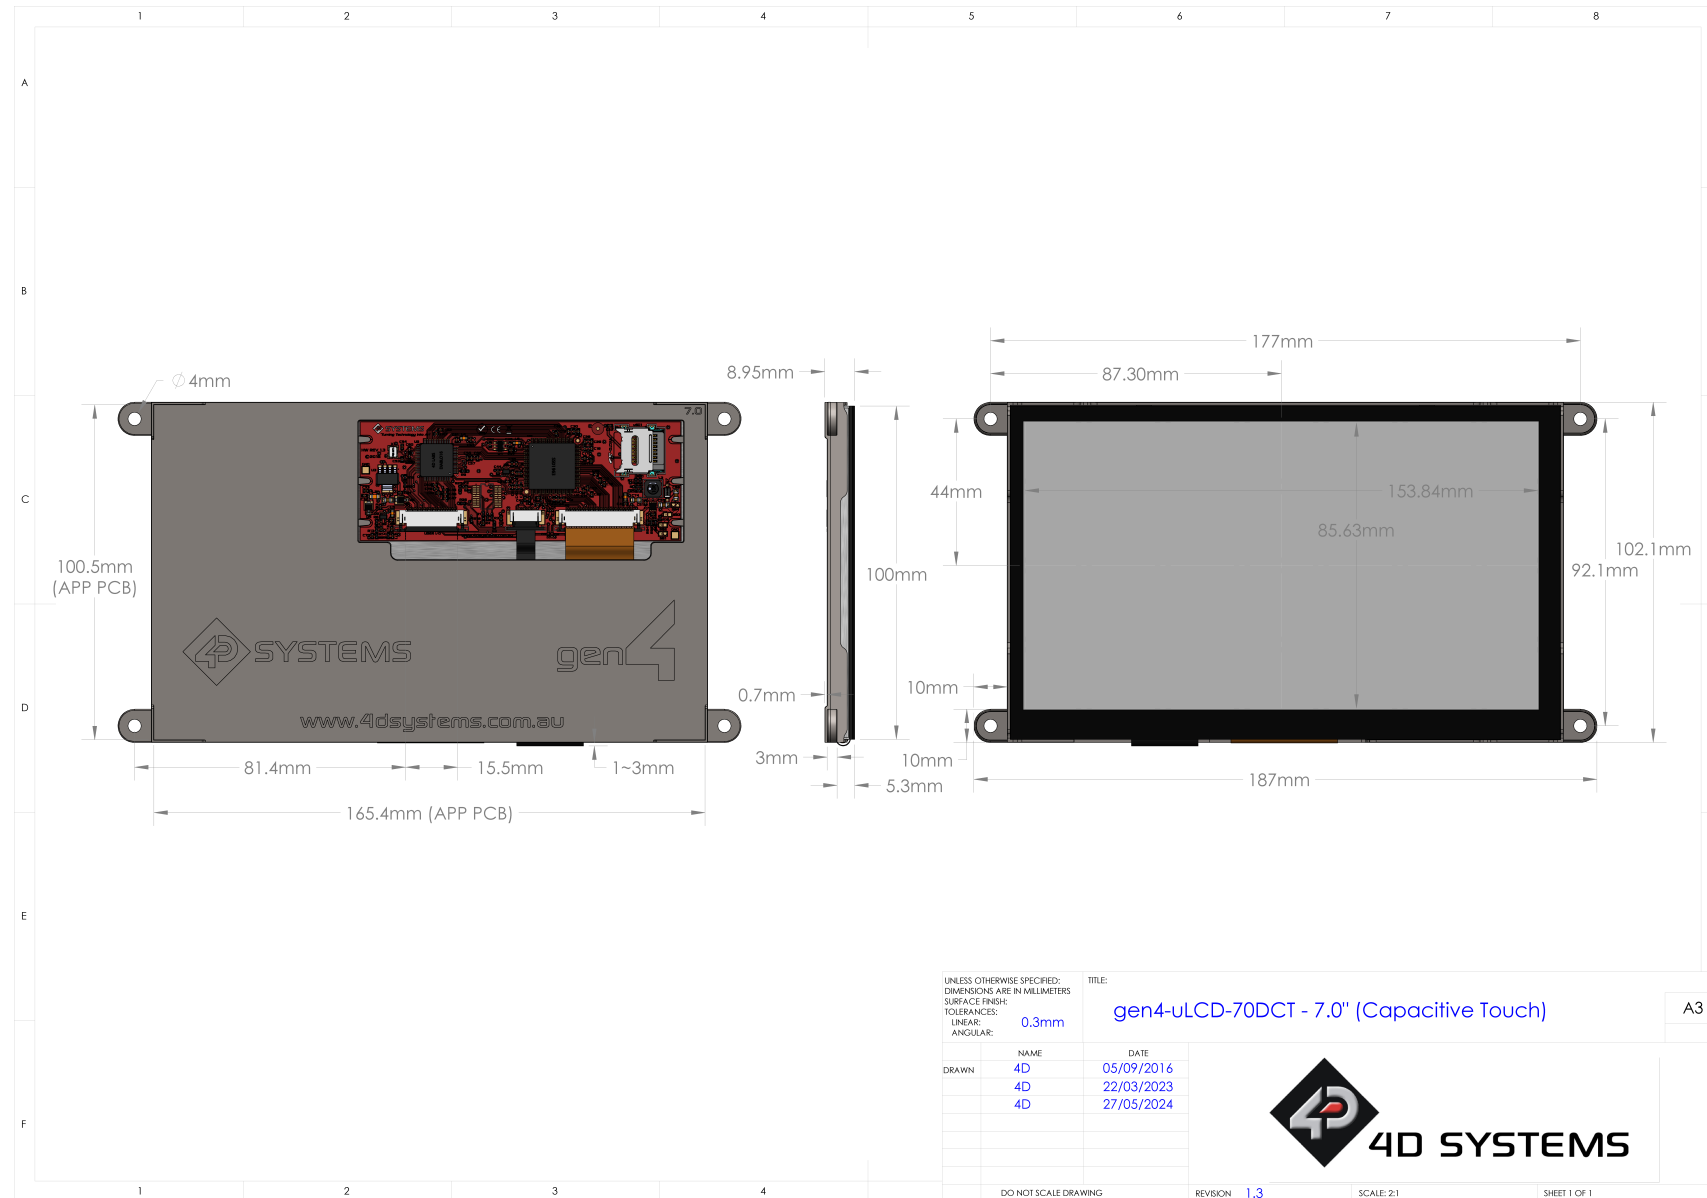 1 2 3 4 5 6 7 8
A
B
C
D
E
F
⌀ 4mm
7.0
100.5mm
(APP PCB)
4D SYSTEMS
gen4
www.4dsystems.com.au
81.4mm
15.5mm
1~3mm
165.4mm (APP PCB)
8.95mm
100mm
0.7mm
3mm
5.3mm
177mm
87.30mm
44mm
153.84mm
85.63mm
102.1mm
92.1mm
10mm
10mm
187mm
UNLESS OTHERWISE SPECIFIED:
DIMENSIONS ARE IN MILLIMETERS
SURFACE FINISH:
TOLERANCES:
LINEAR: 0.3mm
ANGULAR:
TITLE:
gen4-uLCD-70DCT - 7.0" (Capacitive Touch)
A3
NAME DATE
DRAWN 4D 05/09/2016
4D 22/03/2023
4D 27/05/2024
4D SYSTEMS
DO NOT SCALE DRAWING
REVISION 1.3
SCALE: 2:1
SHEET 1 OF 1
1 2 3 4